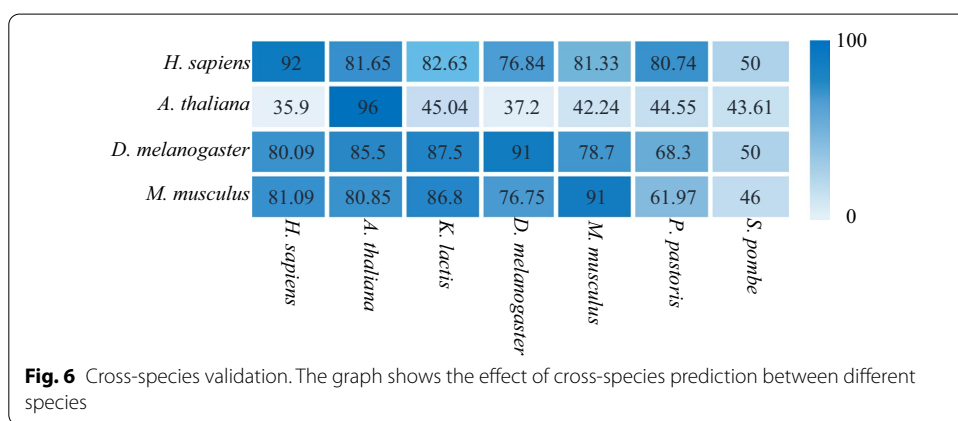 100
H. sapiens 92 81.65 82.63 76.84 81.33 80.74 50
A. thaliana 35.9 96 45.04 37.2 42.24 44.55 43.61
D. melanogaster 80.09 85.5 87.5 91 78.7 68.3 50
M. musculus 81.09 80.85 86.8 76.75 91 61.97 46
0
H. sapiens
A. thaliana
K. lactis
D. melanogaster
M. musculus
P. pastoris
S. pombe
Fig. 6 Cross-species validation. The graph shows the effect of cross-species prediction between different
species